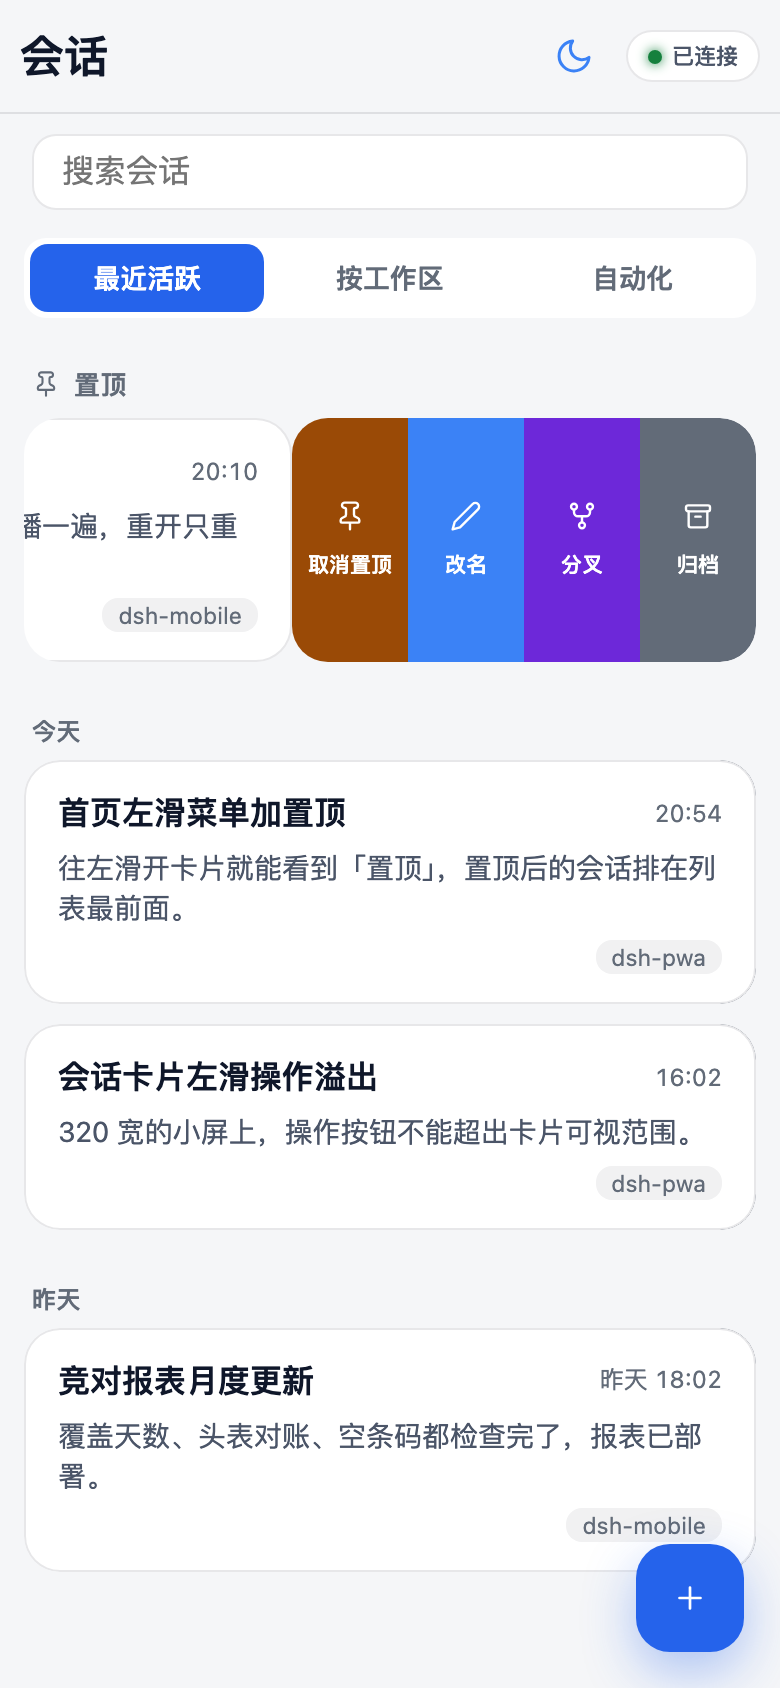 会话
已连接
搜索会话
最近活跃
按工作区
自动化
置顶
20:10
一遍，重开只重
dsh-mobile
取消置顶
改名
分叉
归档
今天
首页左滑菜单加置顶
20:54
往左滑开卡片就能看到「置顶」，置顶后的会话排在列
表最前面。
dsh-pwa
会话卡片左滑操作溢出
16:02
320 宽的小屏上，操作按钮不能超出卡片可视范围。
dsh-pwa
昨天
竞对报表月度更新
昨天 18:02
覆盖天数、头表对账、空条码都检查完了，报表已部
署。
dsh-mobile